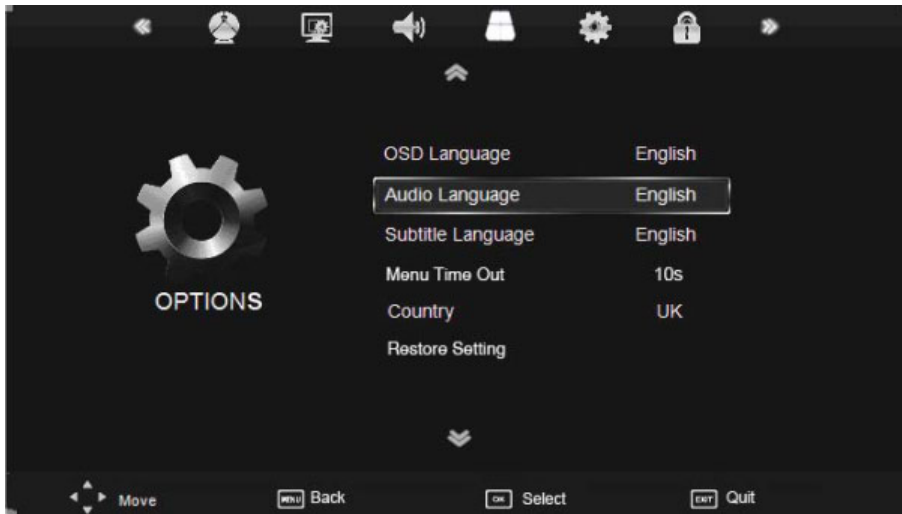 OSD Language English
Audio Language English
Subtitle Language English
Menu Time Out 10s
OPTIONS
Country UK
Restore Setting
Move MENU Back OK Select EXIT Quit